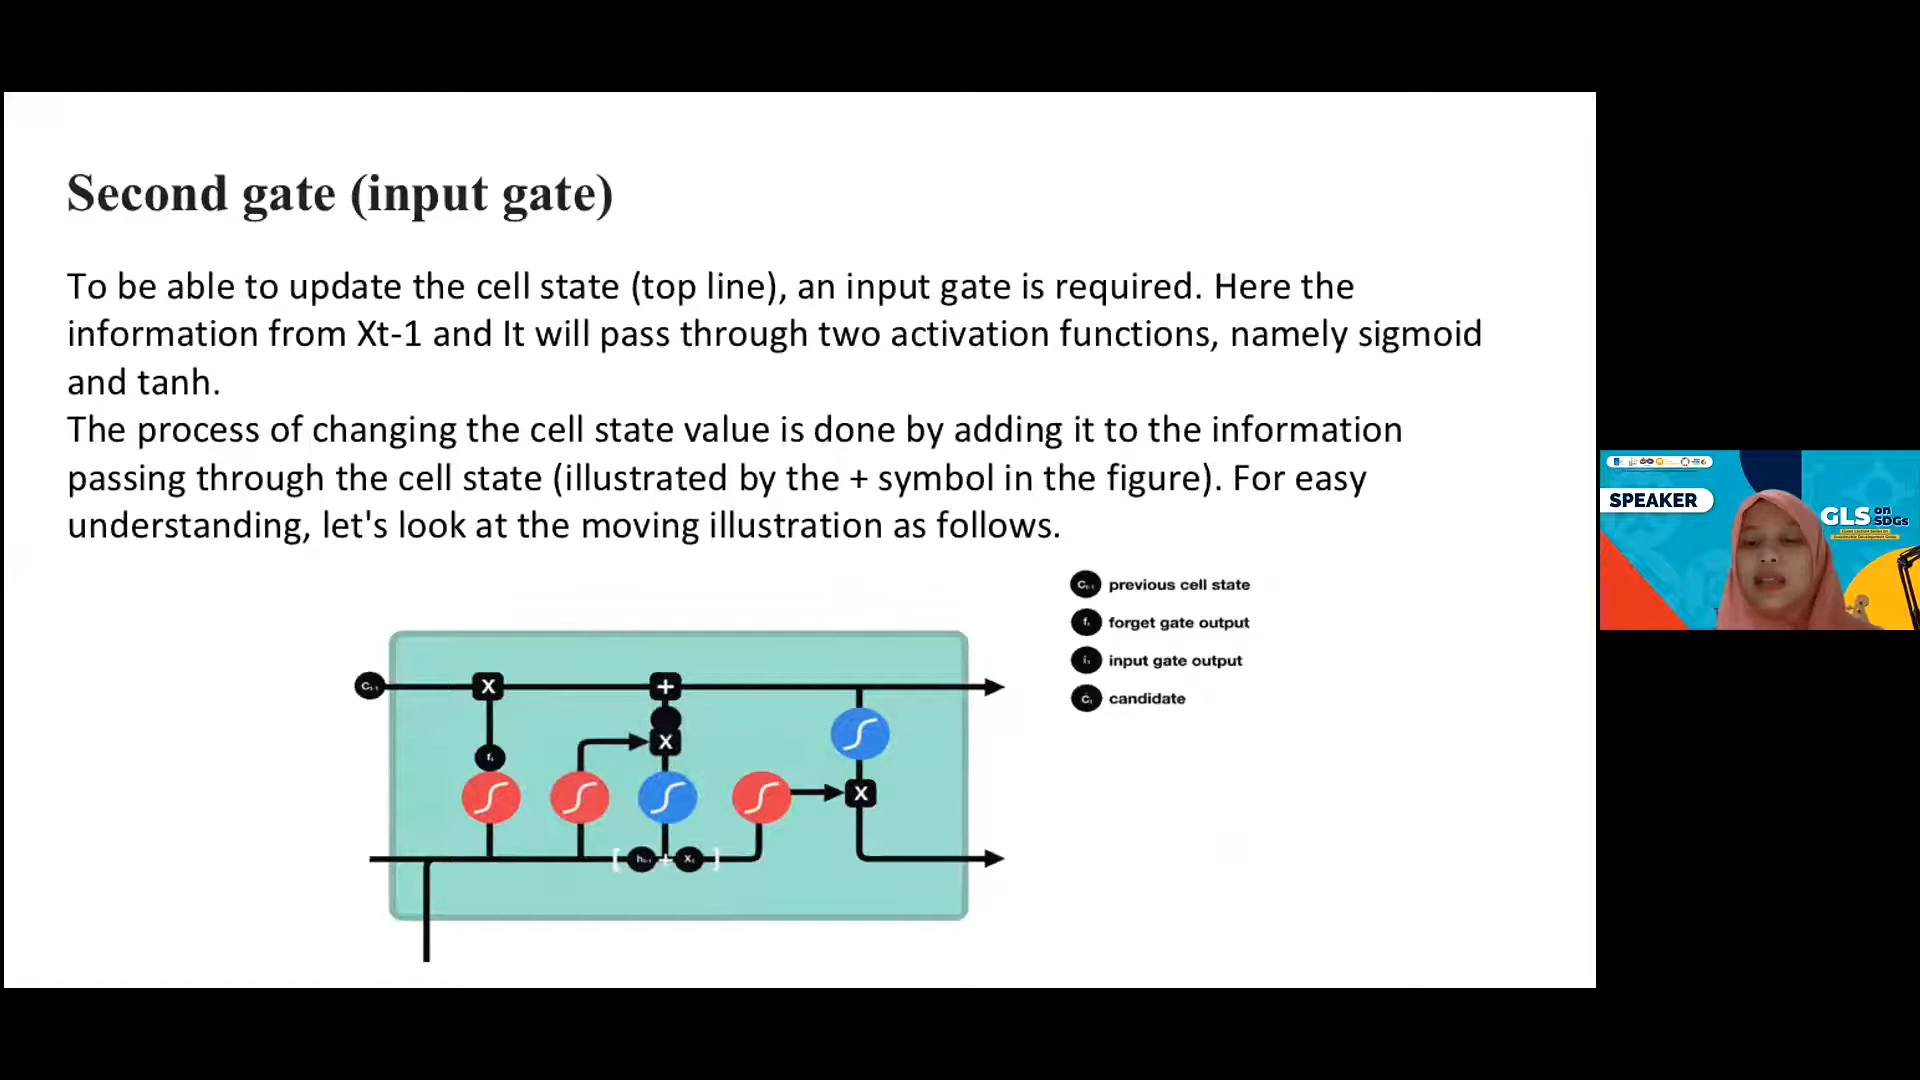 Second gate (input gate)
To be able to update the cell state (top line), an input gate is required. Here the
information from Xt-1 and It will pass through two activation functions, namely sigmoid
and tanh.
The process of changing the cell state value is done by adding it to the information
passing through the cell state (illustrated by the + symbol in the figure). For easy
understanding, let's look at the moving illustration as follows.
previous cell state
forget gate output
input gate output
candidate
X
+
X
X
+
SPEAKER
GLS on
SDGs